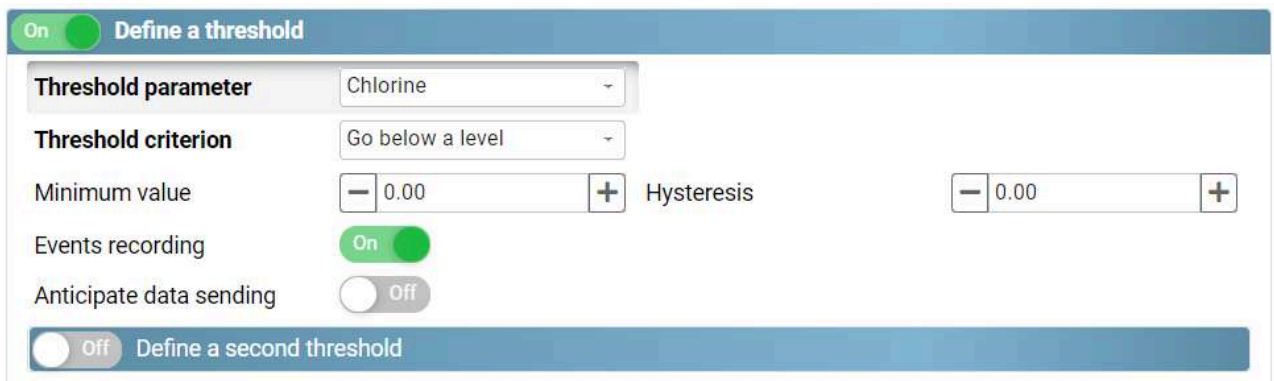 On Define a threshold
Threshold parameter Chlorine
Threshold criterion Go below a level
Minimum value 0.00 Hysteresis 0.00
Events recording On
Anticipate data sending Off
Off Define a second threshold